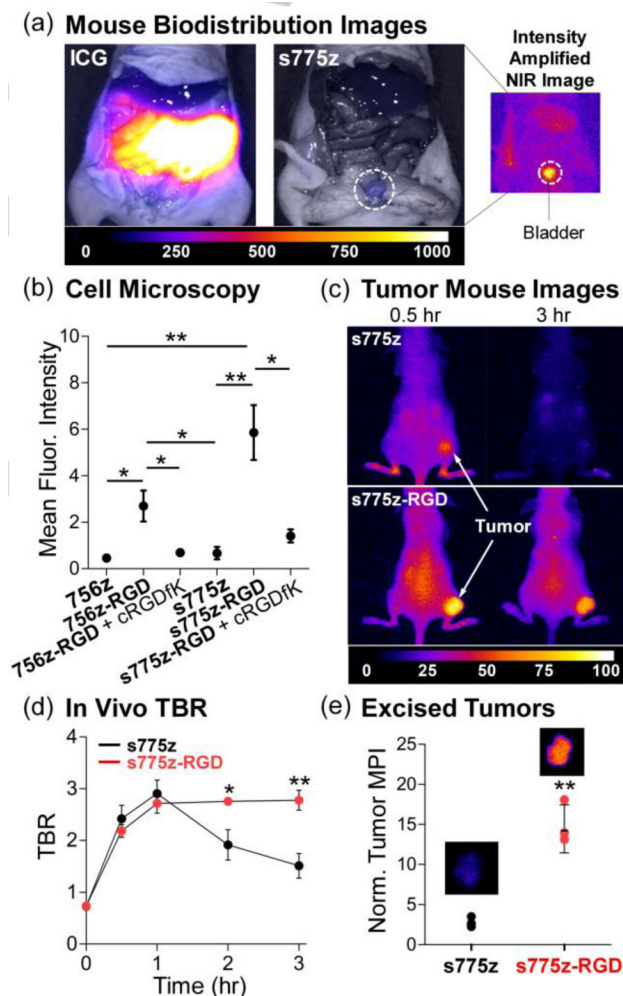 (a) Mouse Biodistribution Images
ICG
s775z
Intensity
Amplified
NIR Image
Bladder
0 250 500 750 1000
(b) Cell Microscopy
Mean Fluor. Intensity
10
8
6
4
2
0
**
*
*
*
**
*
756z
756z-RGD
756z-RGD + cRGDfK
s775z
s775z-RGD
s775z-RGD + cRGDfK
(c) Tumor Mouse Images
0.5 hr 3 hr
s775z
Tumor
s775z-RGD
0 25 50 75 100
(d) In Vivo TBR
s775z
s775z-RGD
TBR
4
3
2
1
0
* **
0 1 2 3
Time (hr)
(e) Excised Tumors
Norm. Tumor MPI
25
20
15
10
5
0
**
s775z s775z-RGD